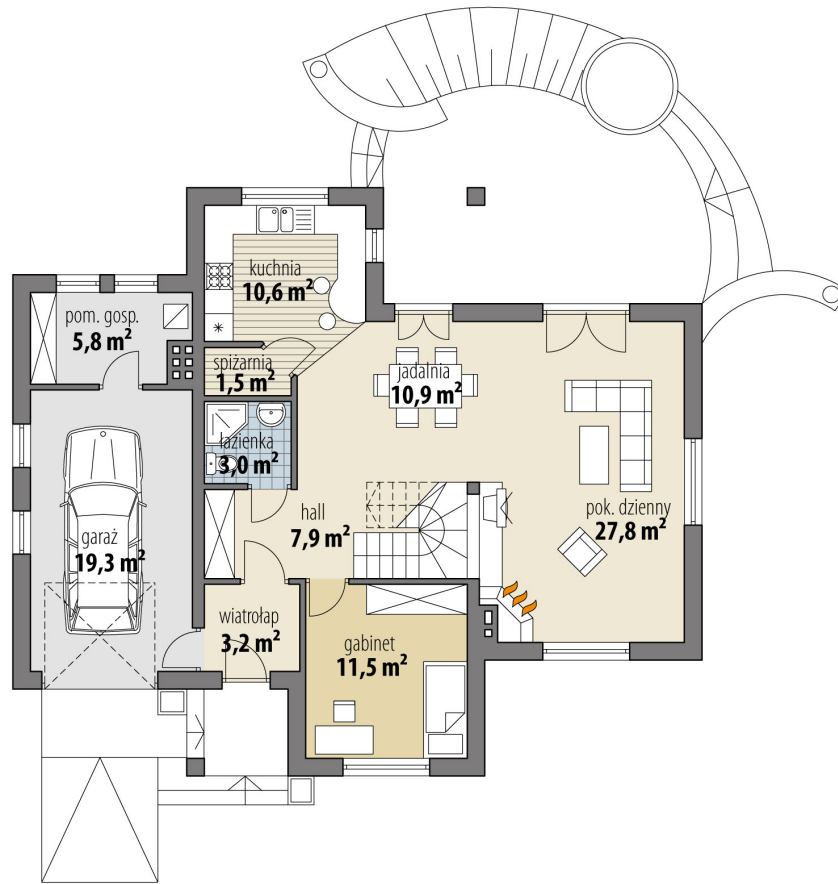 kuchnia
10,6 m²
pom. gosp.
5,8 m²
spiżarnia
1,5 m²
jadalnia
10,9 m²
łazienka
3,0 m²
hall
7,9 m²
pok. dzienny
27,8 m²
garaż
19,3 m²
wiatrołap
3,2 m²
gabinet
11,5 m²